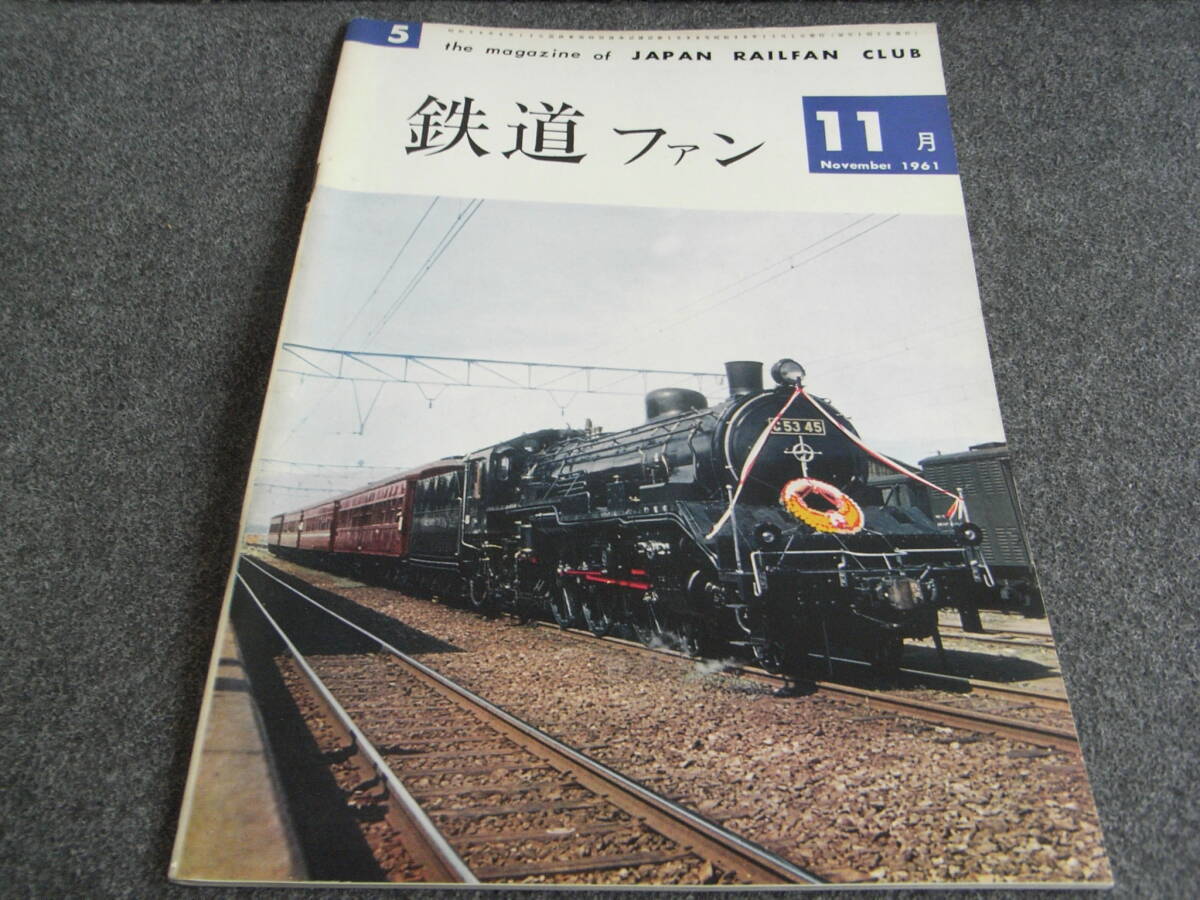 5
the magazine of JAPAN RAILFAN CLUB
鉄道ファン
11月
November 1961
C53 45